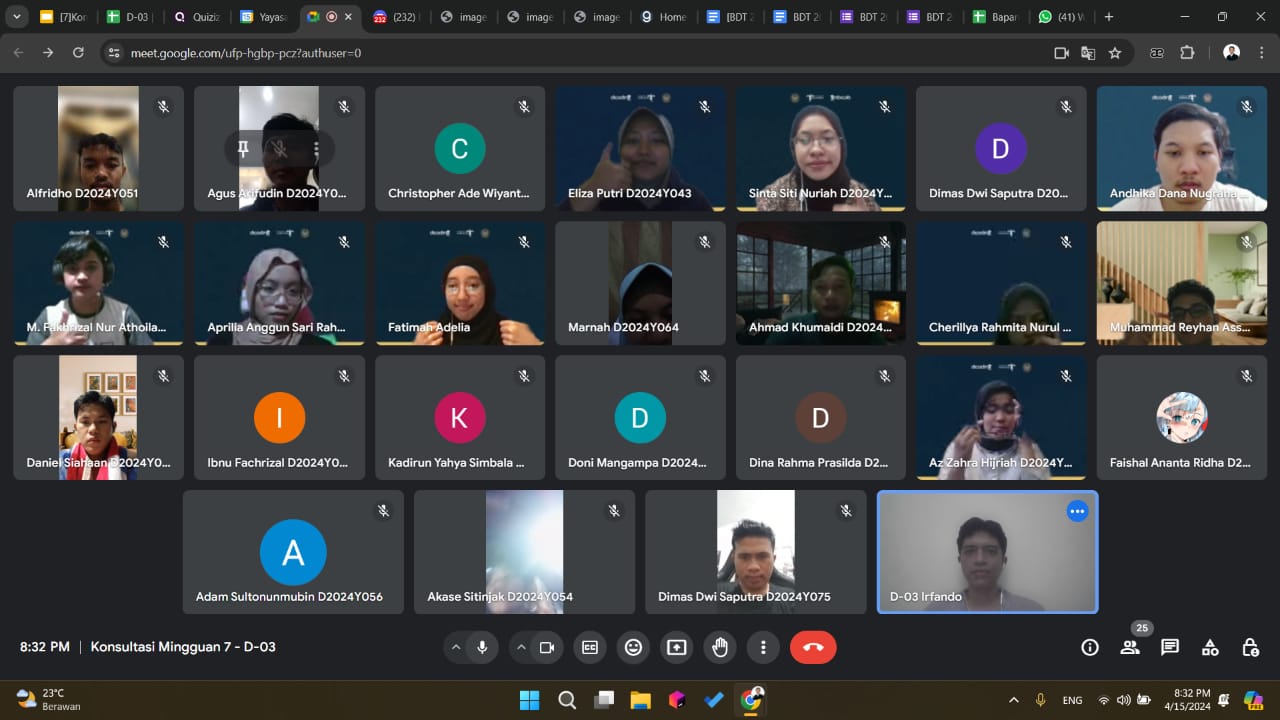 [7]Kor
D-03 |
Quiziz
Yayas
(232) |
image
image
image
Home
[BDT 2
BDT 2
BDT 2
BDT 2
Bapar
(41) W
meet.google.com/ufp-hgbp-pcz?authuser=0
Alfridho D2024Y051
Agus Arifudin D2024Y0...
C
Christopher Ade Wiyant...
Eliza Putri D2024Y043
Sinta Siti Nuriah D2024Y...
D
Dimas Dwi Saputra D20...
Andhika Dana Nugraha ...
M. Fakhrizal Nur Athoila...
Aprilia Anggun Sari Rah...
Fatimah Adelia
Marnah D2024Y064
Ahmad Khumaidi D2024...
Cherillya Rahmita Nurul ...
Muhammad Reyhan Ass...
Daniel Siahaan D2024Y0...
I
Ibnu Fachrizal D2024Y0...
K
Kadirun Yahya Simbala ...
D
Doni Mangampa D2024...
D
Dina Rahma Prasilda D2...
Az Zahra Hijriah D2024Y...
Faishal Ananta Ridha D2...
A
Adam Sultonunmubin D2024Y056
Akase Sitinjak D2024Y054
Dimas Dwi Saputra D2024Y075
D-03 Irfando
8:32 PM | Konsultasi Mingguan 7 - D-03
25
23°C
Berawan
ENG
8:32 PM
4/15/2024